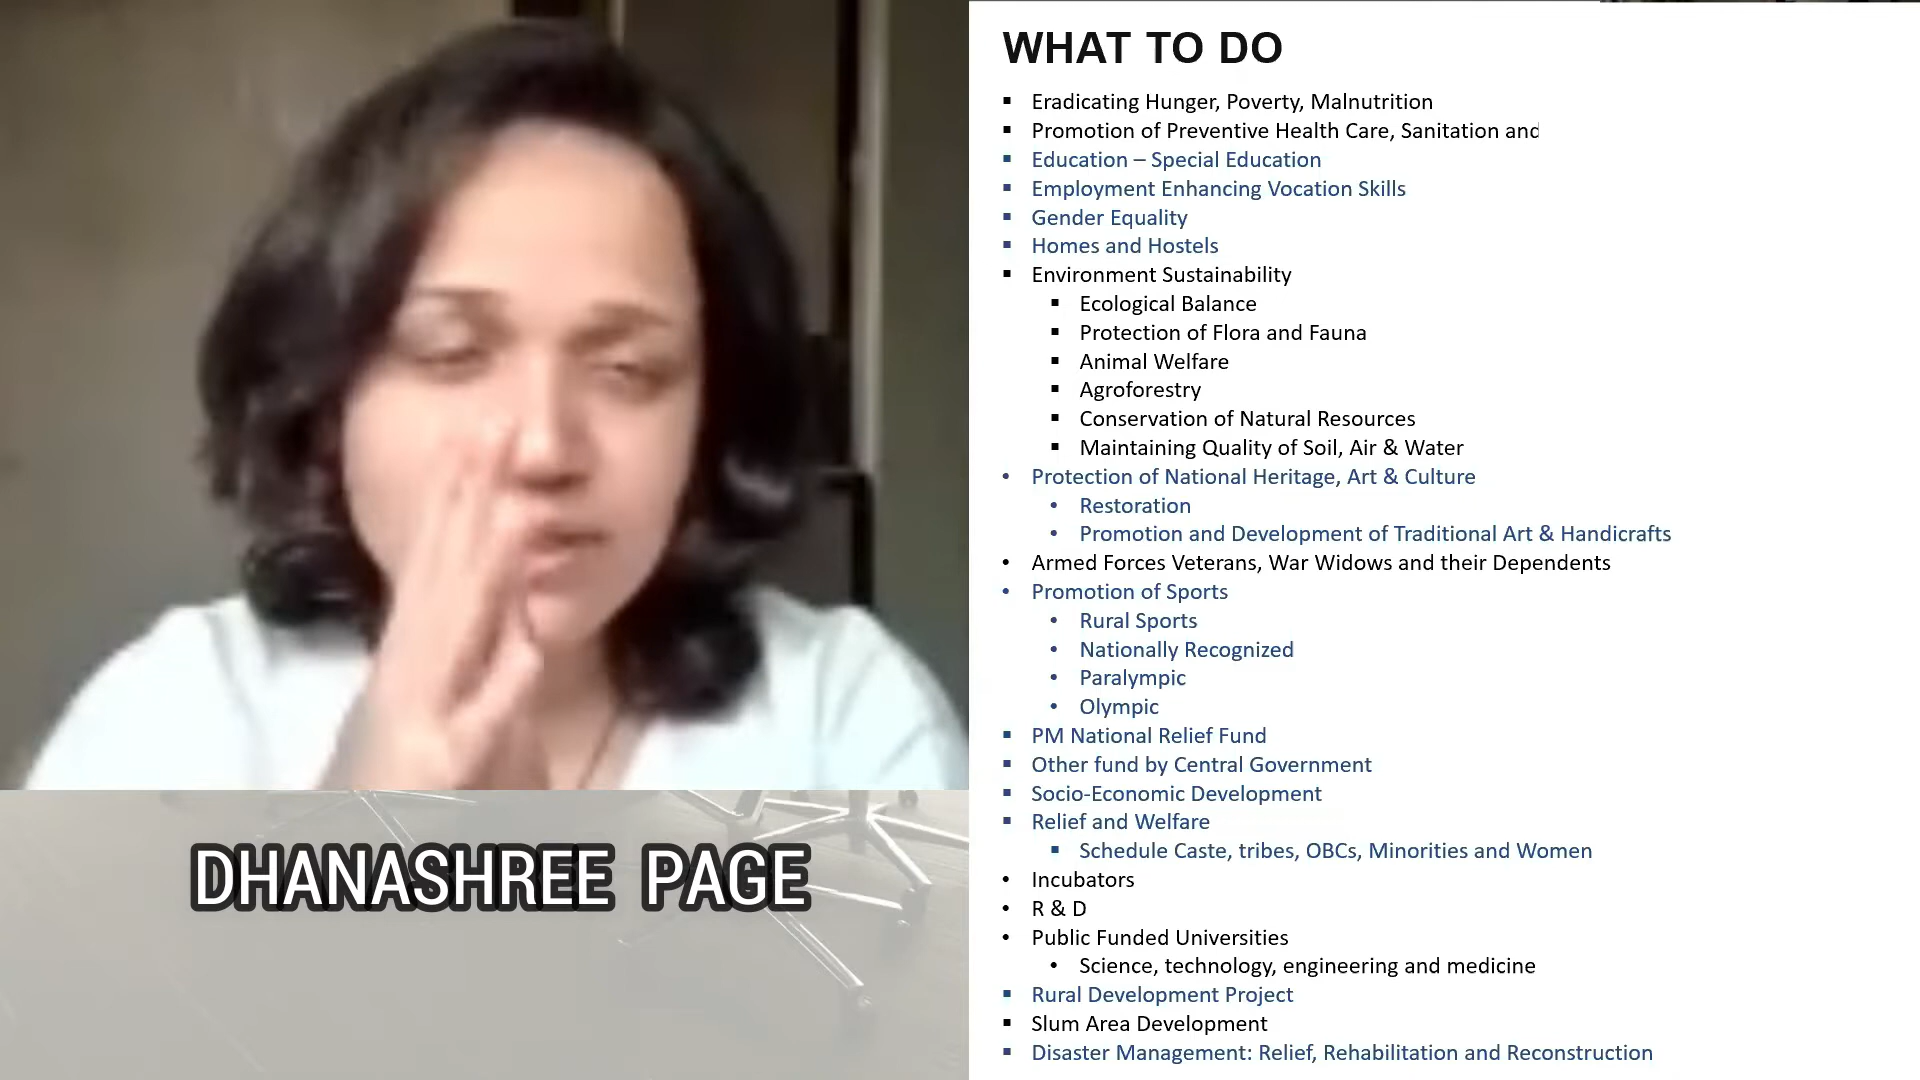 WHAT TO DO
Eradicating Hunger, Poverty, Malnutrition
Promotion of Preventive Health Care, Sanitation and
Education – Special Education
Employment Enhancing Vocation Skills
Gender Equality
Homes and Hostels
Environment Sustainability
Ecological Balance
Protection of Flora and Fauna
Animal Welfare
Agroforestry
Conservation of Natural Resources
Maintaining Quality of Soil, Air & Water
Protection of National Heritage, Art & Culture
Restoration
Promotion and Development of Traditional Art & Handicrafts
Armed Forces Veterans, War Widows and their Dependents
Promotion of Sports
Rural Sports
Nationally Recognized
Paralympic
Olympic
PM National Relief Fund
Other fund by Central Government
Socio-Economic Development
Relief and Welfare
Schedule Caste, tribes, OBCs, Minorities and Women
Incubators
R & D
Public Funded Universities
Science, technology, engineering and medicine
Rural Development Project
Slum Area Development
Disaster Management: Relief, Rehabilitation and Reconstruction
DHANASHREE PAGE